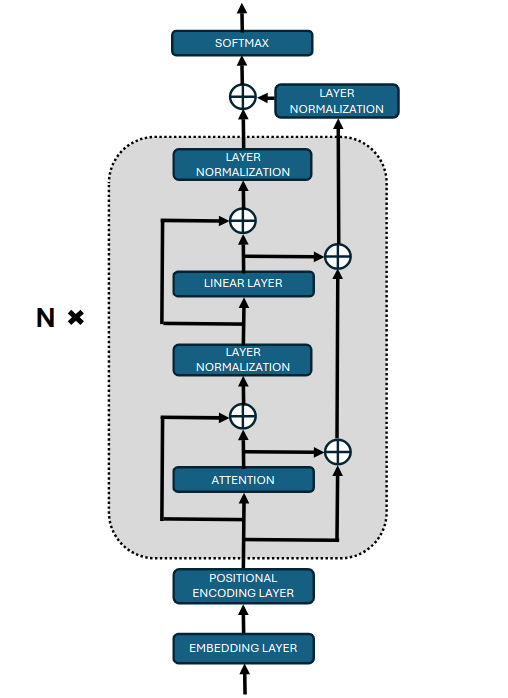 SOFTMAX
LAYER
NORMALIZATION
LAYER
NORMALIZATION
LINEAR LAYER
N ×
LAYER
NORMALIZATION
ATTENTION
POSITIONAL
ENCODING LAYER
EMBEDDING LAYER